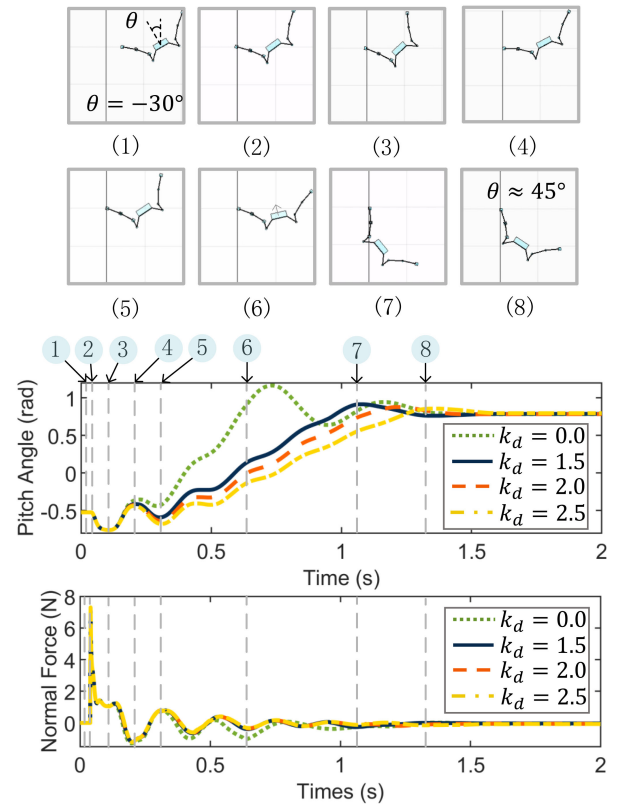 θ
θ = −30°
(1)
(2)
(3)
(4)
θ ≈ 45°
(5)
(6)
(7)
(8)
1 2 3 4 5 6 7 8
Pitch Angle (rad)
1
0.5
0
-0.5
k_d = 0.0
k_d = 1.5
k_d = 2.0
k_d = 2.5
0 0.5 1 1.5 2
Time (s)
Normal Force (N)
8
6
4
2
0
k_d = 0.0
k_d = 1.5
k_d = 2.0
k_d = 2.5
0 0.5 1 1.5 2
Times (s)